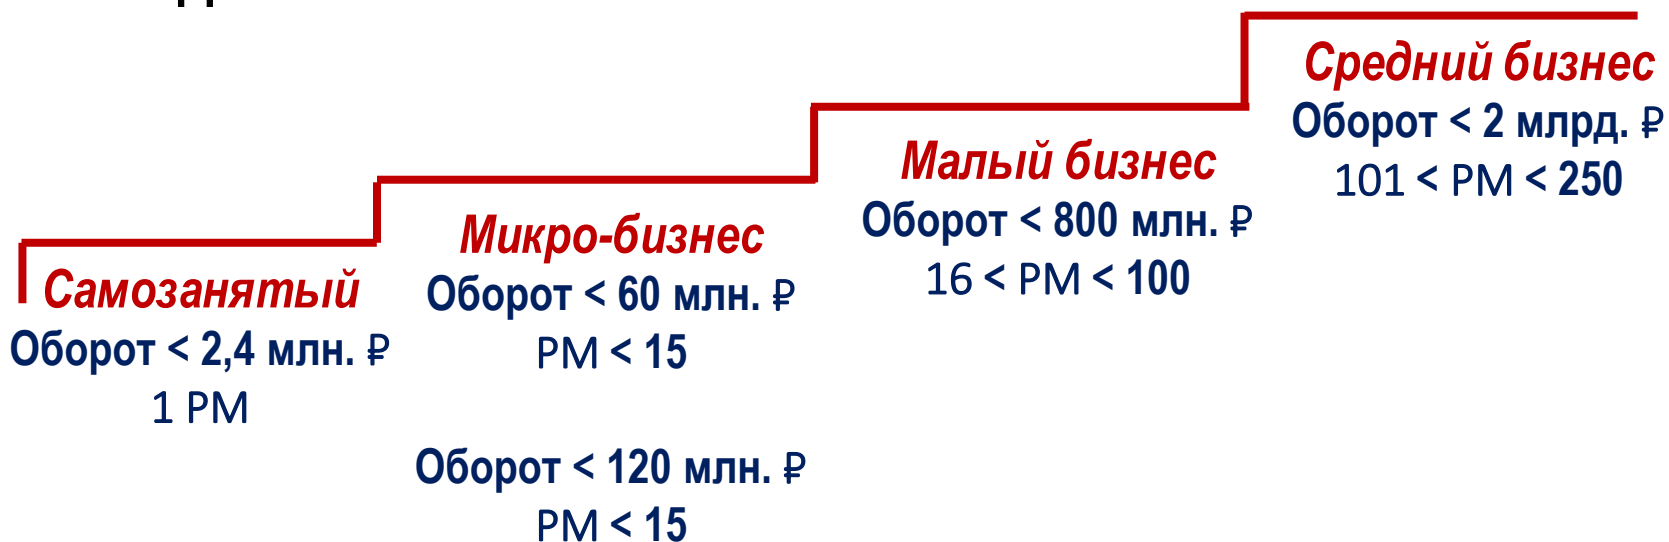 Самозанятый
Оборот < 2,4 млн. ₽
1 РМ
Микро-бизнес
Оборот < 60 млн. ₽
РМ < 15
Оборот < 120 млн. ₽
РМ < 15
Малый бизнес
Оборот < 800 млн. ₽
16 < РМ < 100
Средний бизнес
Оборот < 2 млрд. ₽
101 < РМ < 250